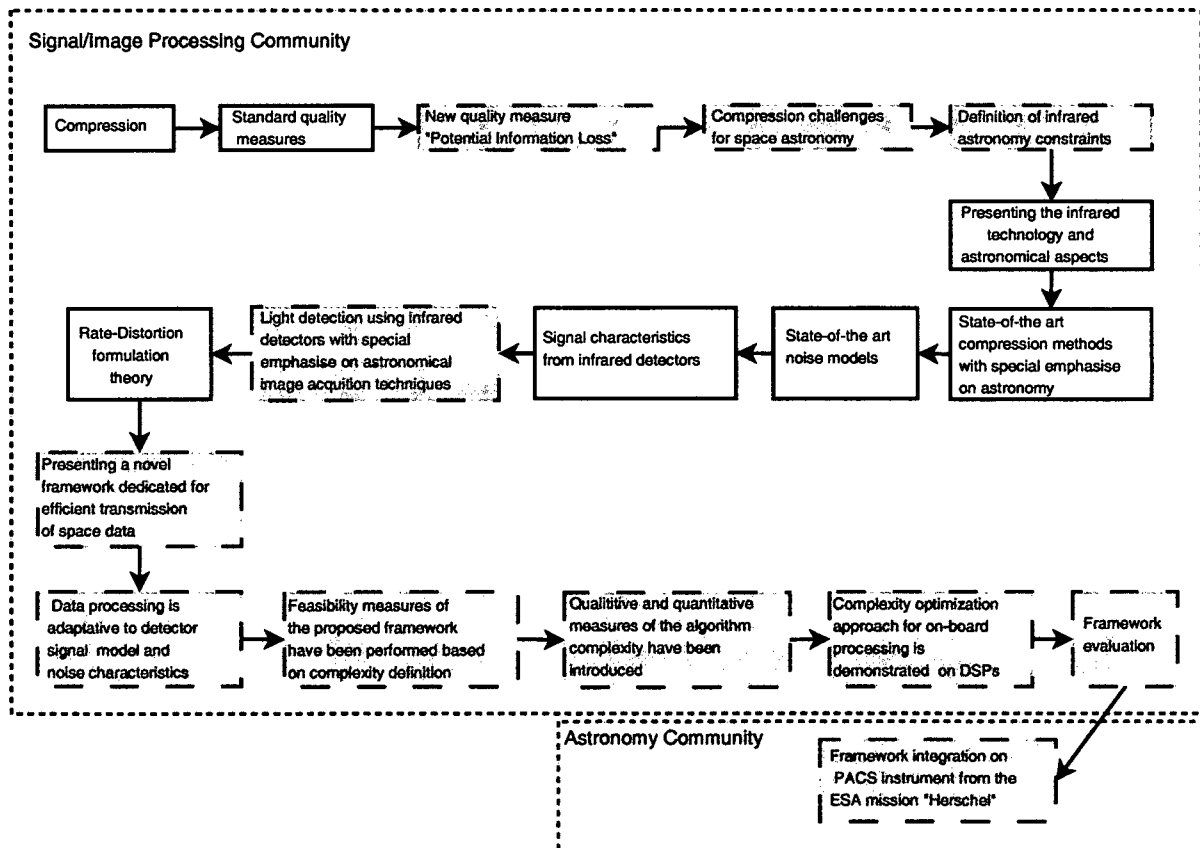 Signal/Image Processing Community
Compression
Standard quality
measures
New quality measure
"Potential Information Loss"
Compression challenges
for space astronomy
Definition of infrared
astronomy constraints
Presenting the infrared
technology and
astronomical aspects
State-of-the art
compression methods
with special emphasise
on astronomy
State-of-the art
noise models
Signal characteristics
from infrared detectors
Light detection using infrared
detectors with special
emphasise on astronomical
image acquition techniques
Rate-Distortion
formulation
theory
Presenting a novel
framework dedicated for
efficient transmission
of space data
Data processing is
adaptative to detector
signal model and
noise characteristics
Feasibility measures of
the proposed framework
have been performed based
on complexity definition
Qualititive and quantitative
measures of the algorithm
complexity have been
introduced
Complexity optimization
approach for on-board
processing is
demonstrated on DSPs
Framework
evaluation
Astronomy Community
Framework integration on
PACS instrument from the
ESA mission "Herschel"